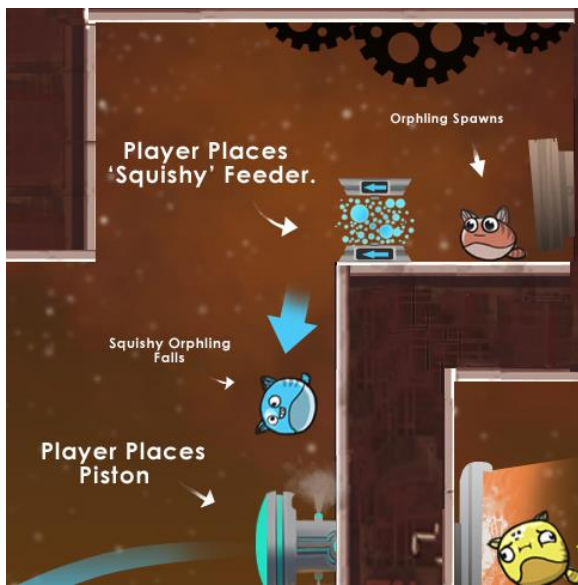 Orphling Spawns
Player Places
'Squishy' Feeder.
Squishy Orphling
Falls
Player Places
Piston